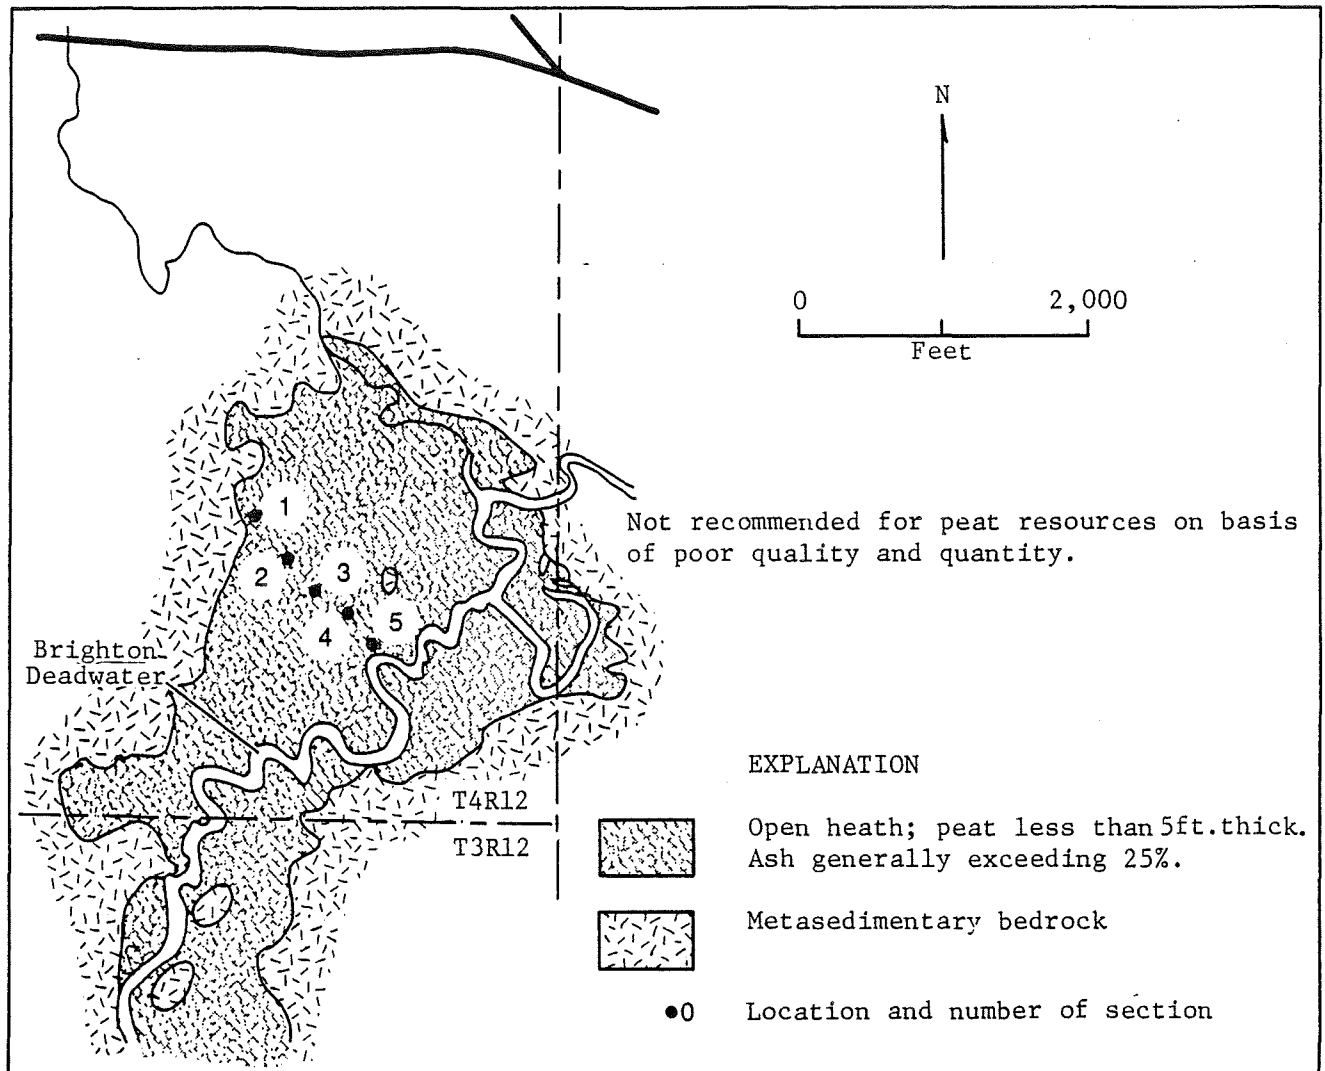 N
0 2,000
Feet
1
2
3
4
5
Not recommended for peat resources on basis
of poor quality and quantity.
Brighton
Deadwater
T4R12
T3R12
EXPLANATION
Open heath; peat less than 5ft.thick.
Ash generally exceeding 25%.
Metasedimentary bedrock
0 Location and number of section